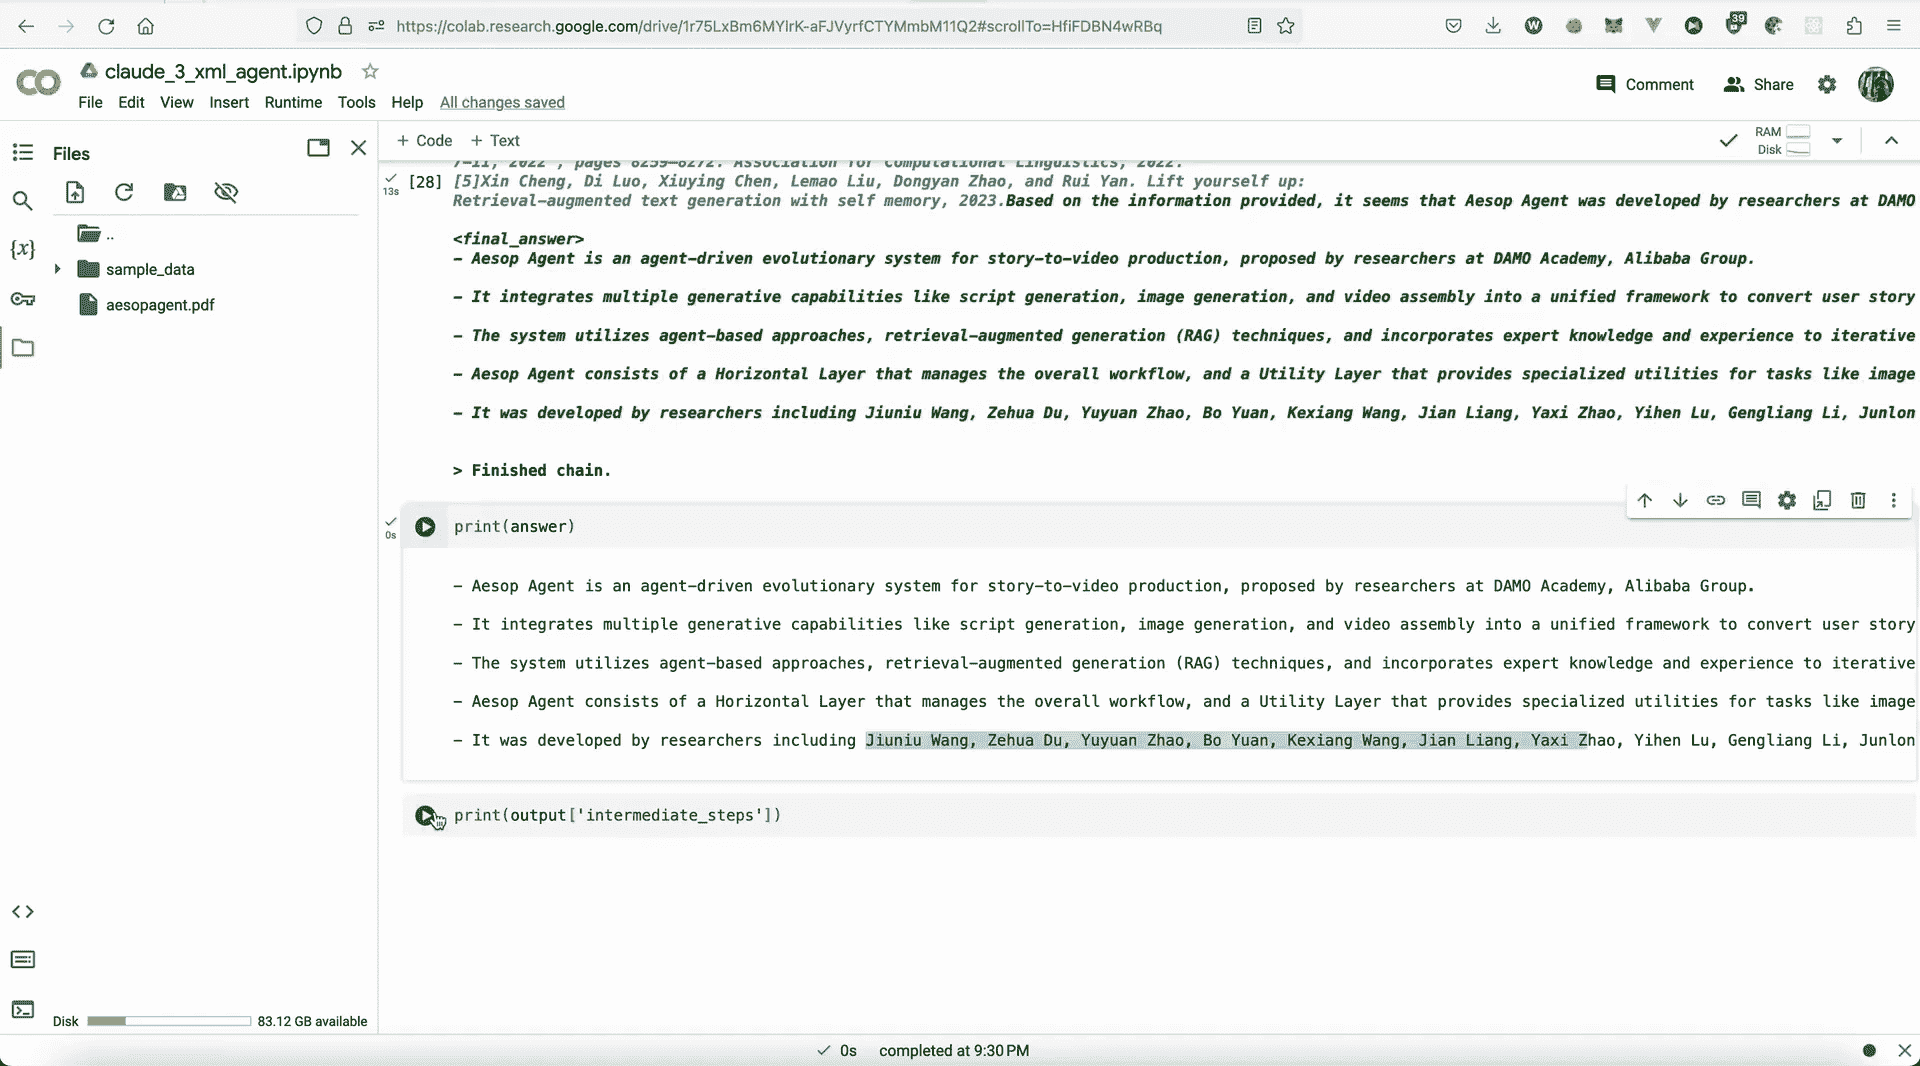 https://colab.research.google.com/drive/1r75LxBm6MYlrK-aFJVyrfCTYMmbM11Q2#scrollTo=HfiFDBN4wRBq
39
claude_3_xml_agent.ipynb
File Edit View Insert Runtime Tools Help All changes saved
Comment Share
Files
+ Code + Text
RAM
Disk
7-11, 2022 , pages 8259-8272. Association for Computational Linguistics, 2022.
13s
[28] [5]Xin Cheng, Di Luo, Xiuying Chen, Lemao Liu, Dongyan Zhao, and Rui Yan. Lift yourself up:
Retrieval-augmented text generation with self memory, 2023.Based on the information provided, it seems that Aesop Agent was developed by researchers at DAMO
..
sample_data
aesopagent.pdf
<final_answer>
- Aesop Agent is an agent-driven evolutionary system for story-to-video production, proposed by researchers at DAMO Academy, Alibaba Group.
- It integrates multiple generative capabilities like script generation, image generation, and video assembly into a unified framework to convert user story
- The system utilizes agent-based approaches, retrieval-augmented generation (RAG) techniques, and incorporates expert knowledge and experience to iterative
- Aesop Agent consists of a Horizontal Layer that manages the overall workflow, and a Utility Layer that provides specialized utilities for tasks like image
- It was developed by researchers including Jiuniu Wang, Zehua Du, Yuyuan Zhao, Bo Yuan, Kexiang Wang, Jian Liang, Yaxi Zhao, Yihen Lu, Gengliang Li, Junlon
> Finished chain.
0s
print(answer)
- Aesop Agent is an agent-driven evolutionary system for story-to-video production, proposed by researchers at DAMO Academy, Alibaba Group.
- It integrates multiple generative capabilities like script generation, image generation, and video assembly into a unified framework to convert user story
- The system utilizes agent-based approaches, retrieval-augmented generation (RAG) techniques, and incorporates expert knowledge and experience to iterative
- Aesop Agent consists of a Horizontal Layer that manages the overall workflow, and a Utility Layer that provides specialized utilities for tasks like image
- It was developed by researchers including Jiuniu Wang, Zehua Du, Yuyuan Zhao, Bo Yuan, Kexiang Wang, Jian Liang, Yaxi Zhao, Yihen Lu, Gengliang Li, Junlon
print(output['intermediate_steps'])
Disk 83.12 GB available
0s completed at 9:30 PM